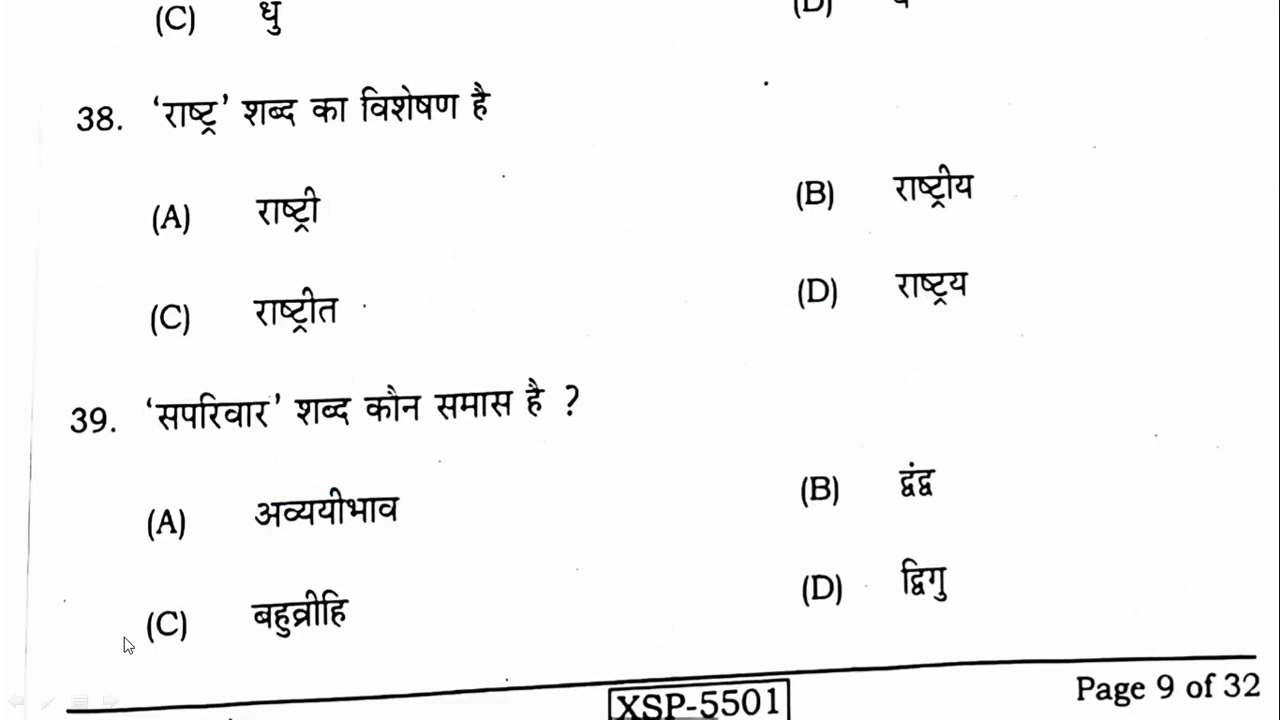 (C) धु (D)
38. ‘राष्ट्र’ शब्द का विशेषण है
(A) राष्ट्री (B) राष्ट्रीय
(C) राष्ट्रीत (D) राष्ट्रय
39. ‘सपरिवार’ शब्द कौन समास है ?
(A) अव्ययीभाव (B) द्वंद्व
(C) बहुव्रीहि (D) द्विगु
XSP-5501 Page 9 of 32